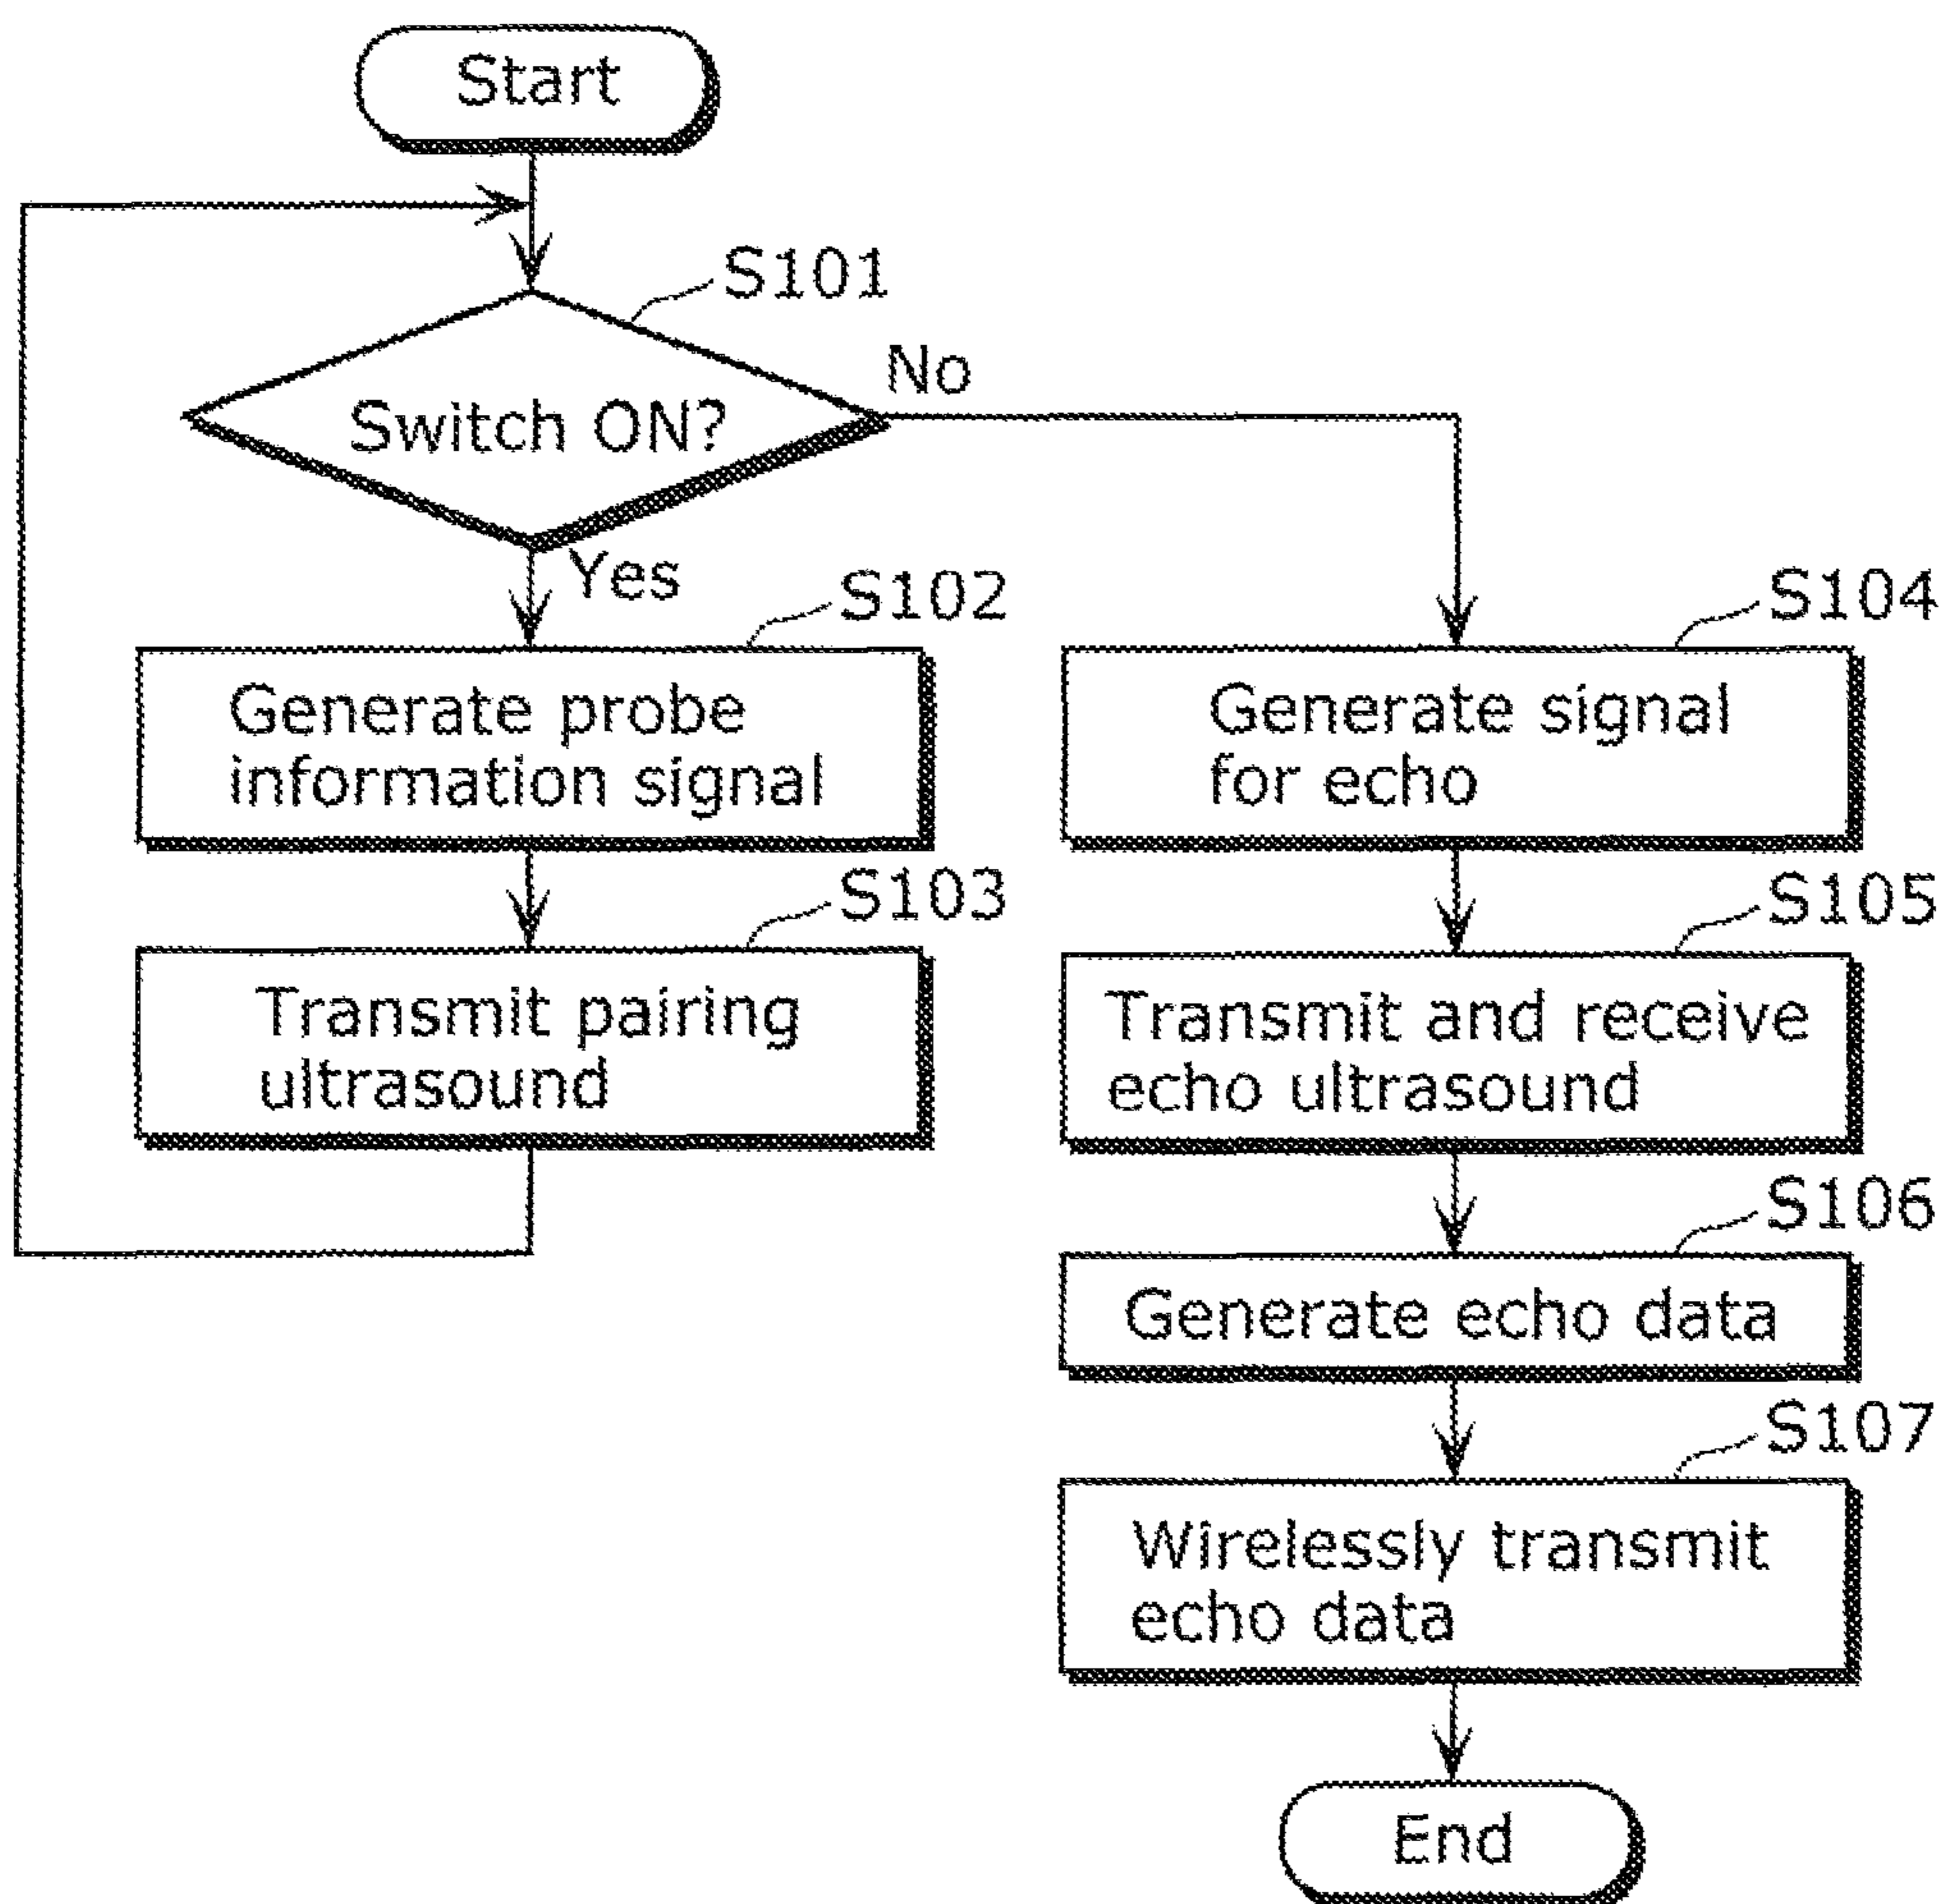 Start
S101
Switch ON?
No
Yes
S102
Generate probe
information signal
S103
Transmit pairing
ultrasound
S104
Generate signal
for echo
S105
Transmit and receive
echo ultrasound
S106
Generate echo data
S107
Wirelessly transmit
echo data
End